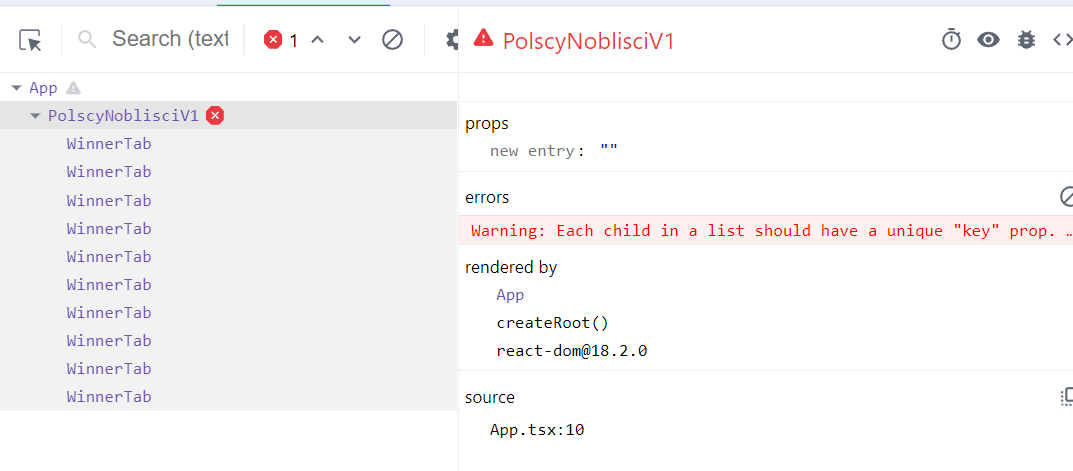 Search (text
1
App
PolscyNoblisciV1
WinnerTab
WinnerTab
WinnerTab
WinnerTab
WinnerTab
WinnerTab
WinnerTab
WinnerTab
WinnerTab
WinnerTab
PolscyNoblisciV1
props
new entry: ""
errors
Warning: Each child in a list should have a unique "key" prop. …
rendered by
App
createRoot()
react-dom@18.2.0
source
App.tsx:10